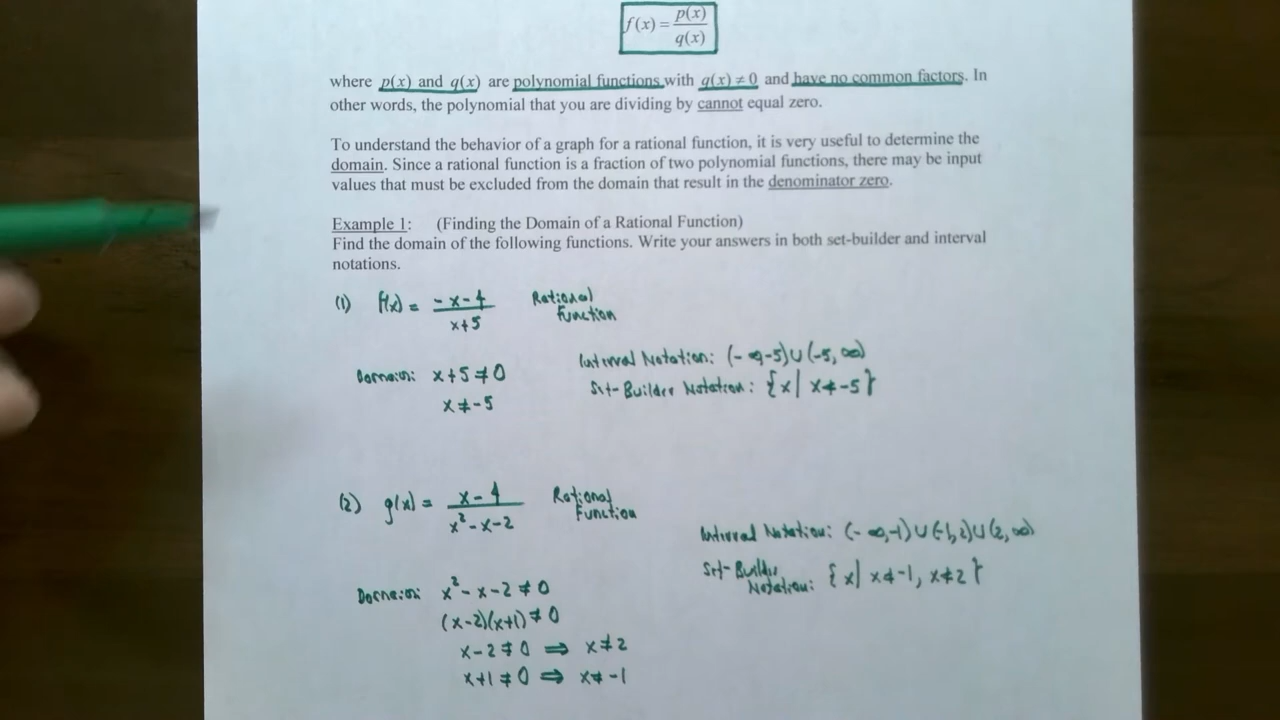 f(x) = p(x)/q(x)
where p(x) and q(x) are polynomial functions with q(x) ≠ 0 and have no common factors. In
other words, the polynomial that you are dividing by cannot equal zero.
To understand the behavior of a graph for a rational function, it is very useful to determine the
domain. Since a rational function is a fraction of two polynomial functions, there may be input
values that must be excluded from the domain that result in the denominator zero.
Example 1: (Finding the Domain of a Rational Function)
Find the domain of the following functions. Write your answers in both set-builder and interval
notations.
(1) f(x) = (-x-4)/(x+5) Rational Function
Interval Notation: (-∞,-5)∪(-5,∞)
Domain: x+5≠0
Set-Builder Notation: {x| x≠-5}
x≠-5
(2) g(x) = (x-4)/(x²-x-2) Rational Function
Interval Notation: (-∞,-1)∪(-1,2)∪(2,∞)
Set-Builder Notation: {x| x≠-1, x≠2}
Domain: x²-x-2≠0
(x-2)(x+1)≠0
x-2≠0 ⇒ x≠2
x+1≠0 ⇒ x≠-1